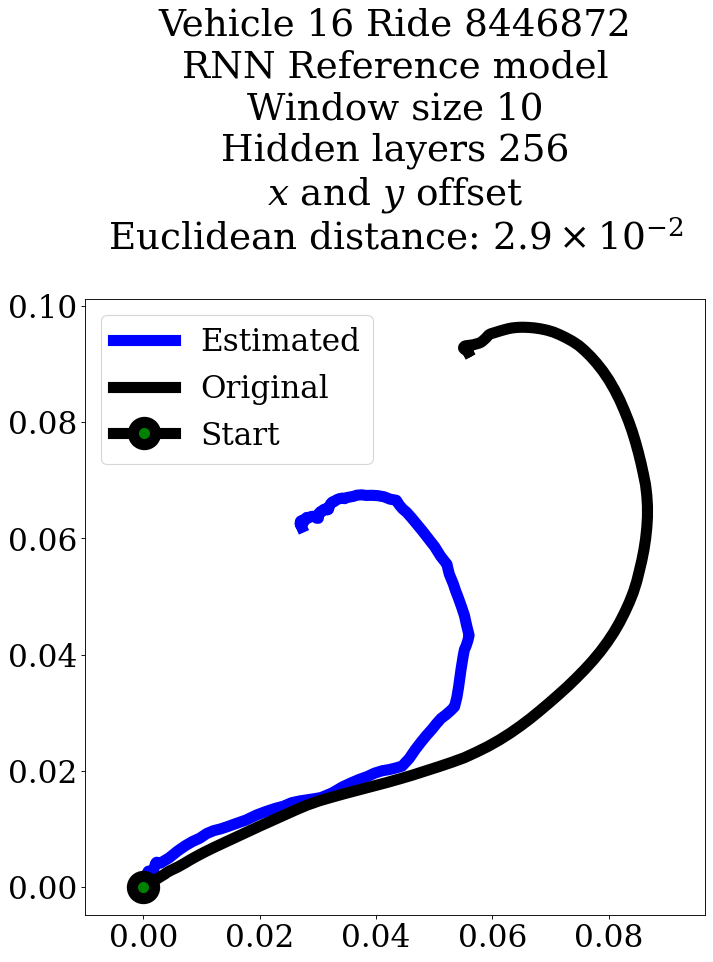 Vehicle 16 Ride 8446872
RNN Reference model
Window size 10
Hidden layers 256
x and y offset
Euclidean distance: 2.9 × 10⁻²
Estimated
Original
Start
0.10
0.08
0.06
0.04
0.02
0.00
0.00 0.02 0.04 0.06 0.08